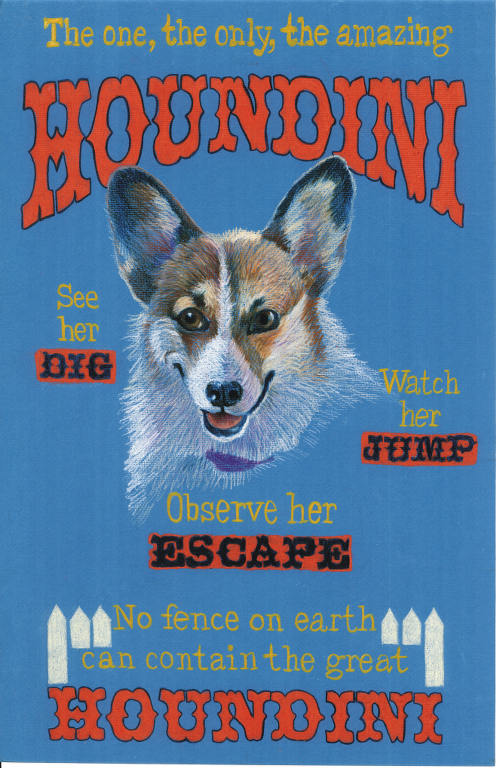 The one, the only, the amazing
HOUNDINI
See
her
DIG
Watch
her
JUMP
Observe her
ESCAPE
No fence on earth
can contain the great
HOUNDINI